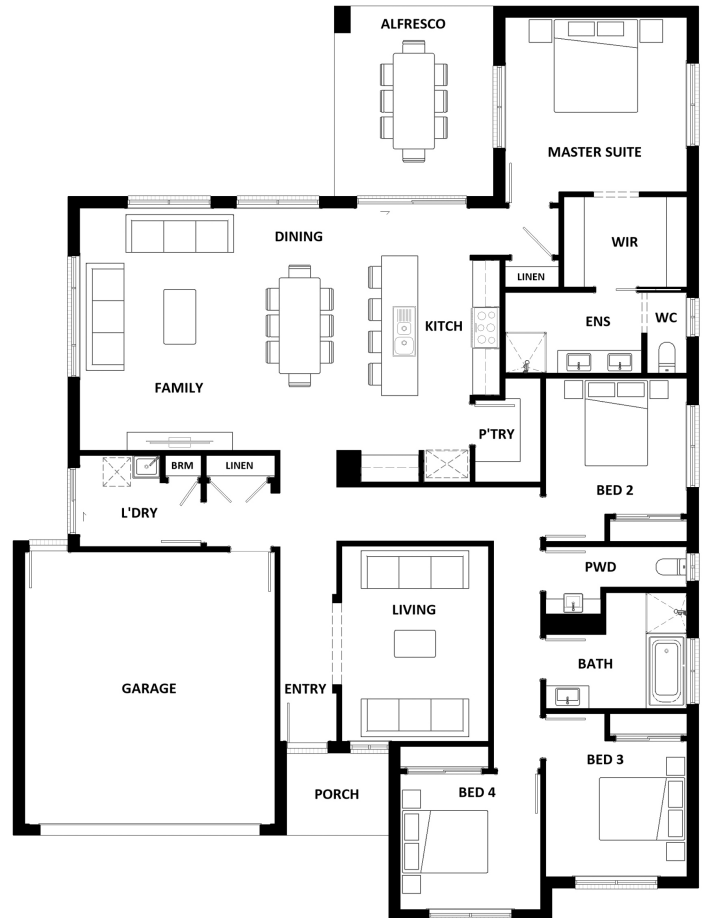 ALFRESCO
MASTER SUITE
DINING
WIR
LINEN
KITCH
ENS
WC
FAMILY
P'TRY
BRM
LINEN
BED 2
L'DRY
PWD
LIVING
BATH
GARAGE
ENTRY
BED 3
PORCH
BED 4